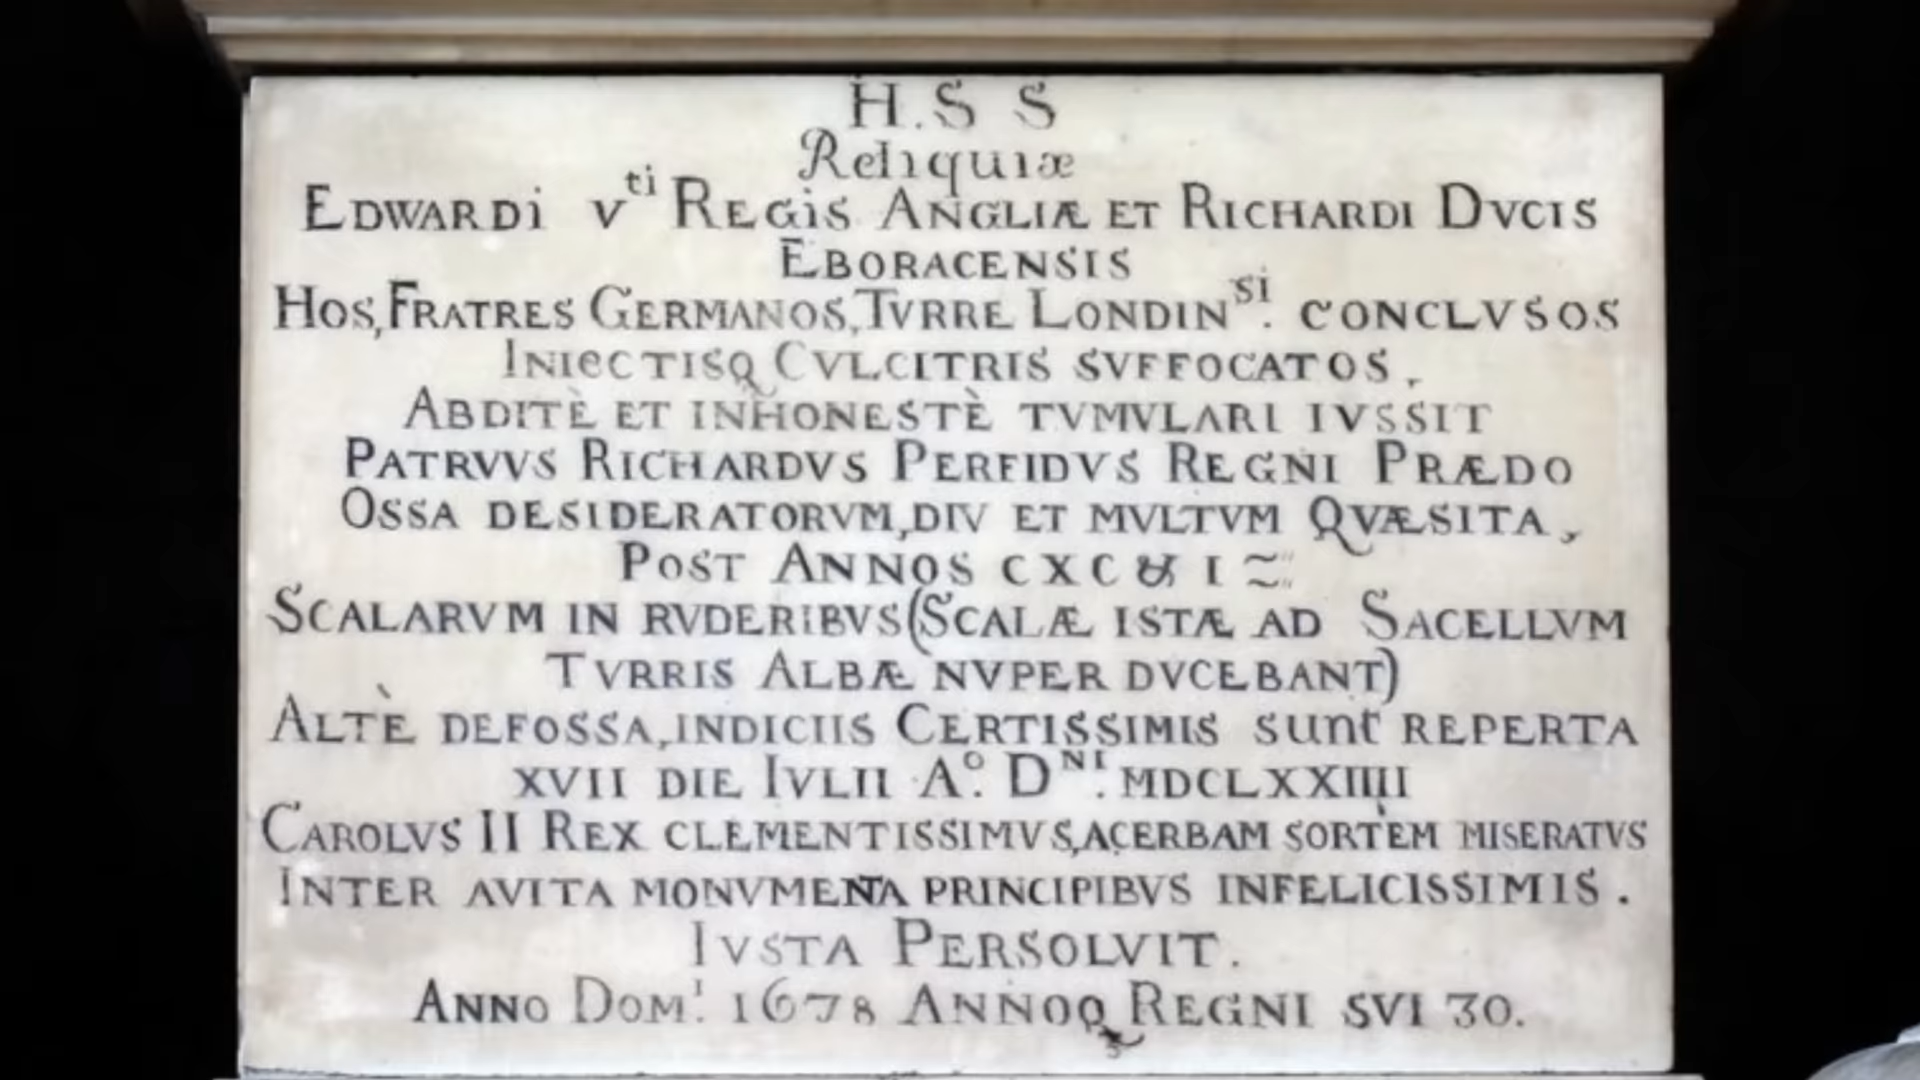 H.S S
Reliquiæ
EDWARDi Vti REGiS ANGLIÆ ET RICHARDI DVCIS
EBORACENSIS
HOS, FRATRES GERMANOS, TVRRE LONDINSi. CONCLVSOS
INIECTISQ CVLCITRIS SVFFOCATOS,
ABDITÈ ET INHONESTÈ TVMVLARI IVSSIT
PATRVVS RICHARDVS PERFIDVS REGNI PRÆDO
OSSA DESIDERATORVM, DIV ET MVLTVM QVÆSITA,
POST ANNOS CXC & I
SCALARVM IN RVDERIBVS (SCALÆ ISTÆ AD SACELLVM
TVRRIS ALBÆ NVPER DVCEBANT)
ALTÈ DEFOSSA, INDICIIS CERTISSIMIS sunt REPERTA
XVII DIE IVLII Aº. DNI. MDCLXXIIII
CAROLVS II REX CLEMENTISSIMVS, ACERBAM SORTEM MISERATVS
INTER AVITA MONVMENTA PRINCIPIBVS INFELICISSIMIS.
IVSTA PERSOLVIT.
ANNO DOMI. 1678 ANNOQ REGNI SVI 30.